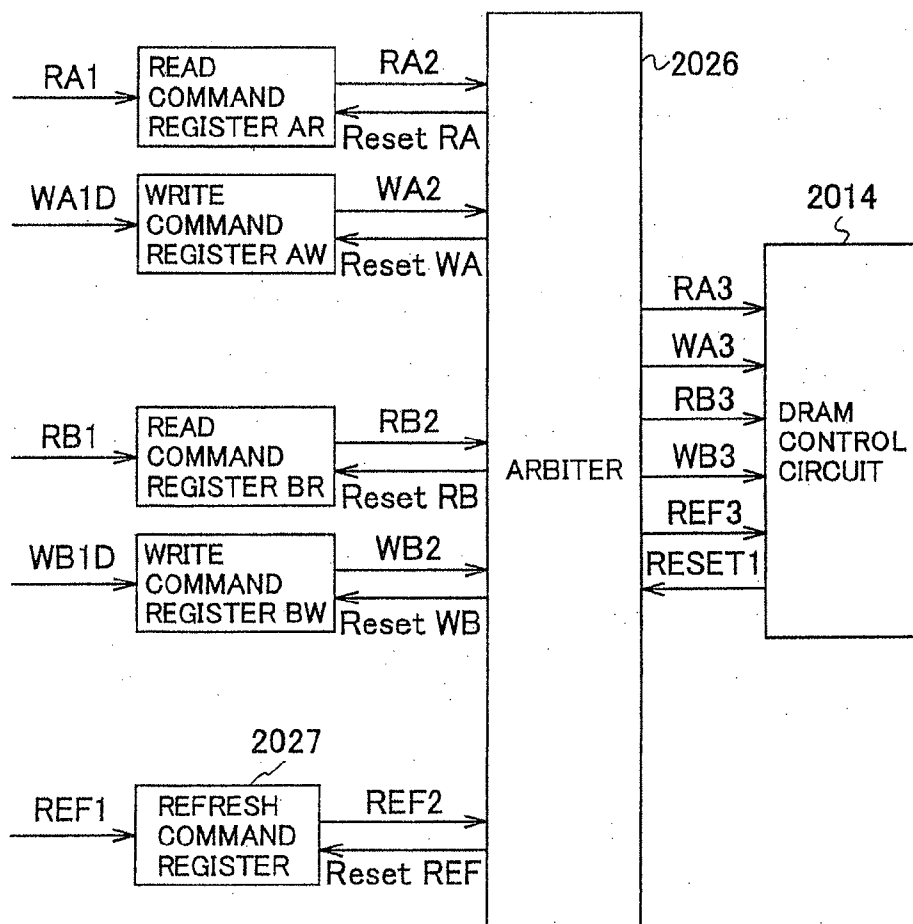 2026
RA1
READ
COMMAND
REGISTER AR
RA2
Reset RA
WA1D
WRITE
COMMAND
REGISTER AW
WA2
Reset WA
2014
RA3
WA3
RB3
WB3
REF3
RESET1
DRAM
CONTROL
CIRCUIT
RB1
READ
COMMAND
REGISTER BR
RB2
Reset RB
ARBITER
WB1D
WRITE
COMMAND
REGISTER BW
WB2
Reset WB
2027
REF1
REFRESH
COMMAND
REGISTER
REF2
Reset REF